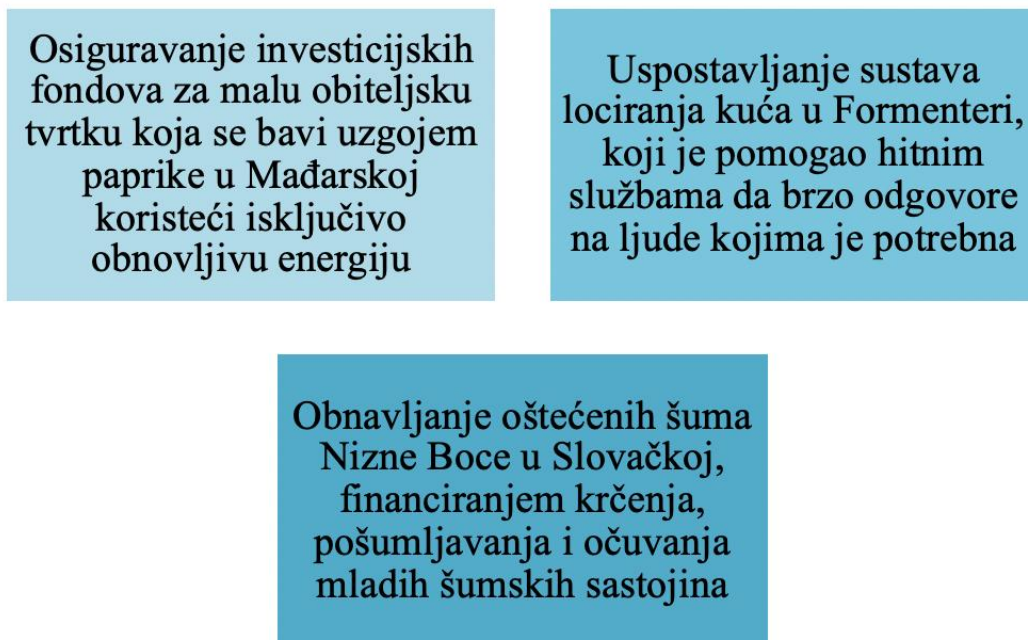 Osiguravanje investicijskih
fondova za malu obiteljsku
tvrtku koja se bavi uzgojem
paprike u Mađarskoj
koristeći isključivo
obnovljivu energiju
Uspostavljanje sustava
lociranja kuća u Formenteri,
koji je pomogao hitnim
službama da brzo odgovore
na ljude kojima je potrebna
Obnavljanje oštećenih šuma
Nizne Boce u Slovačkoj,
financiranjem krčenja,
pošumljavanja i očuvanja
mladih šumskih sastojina